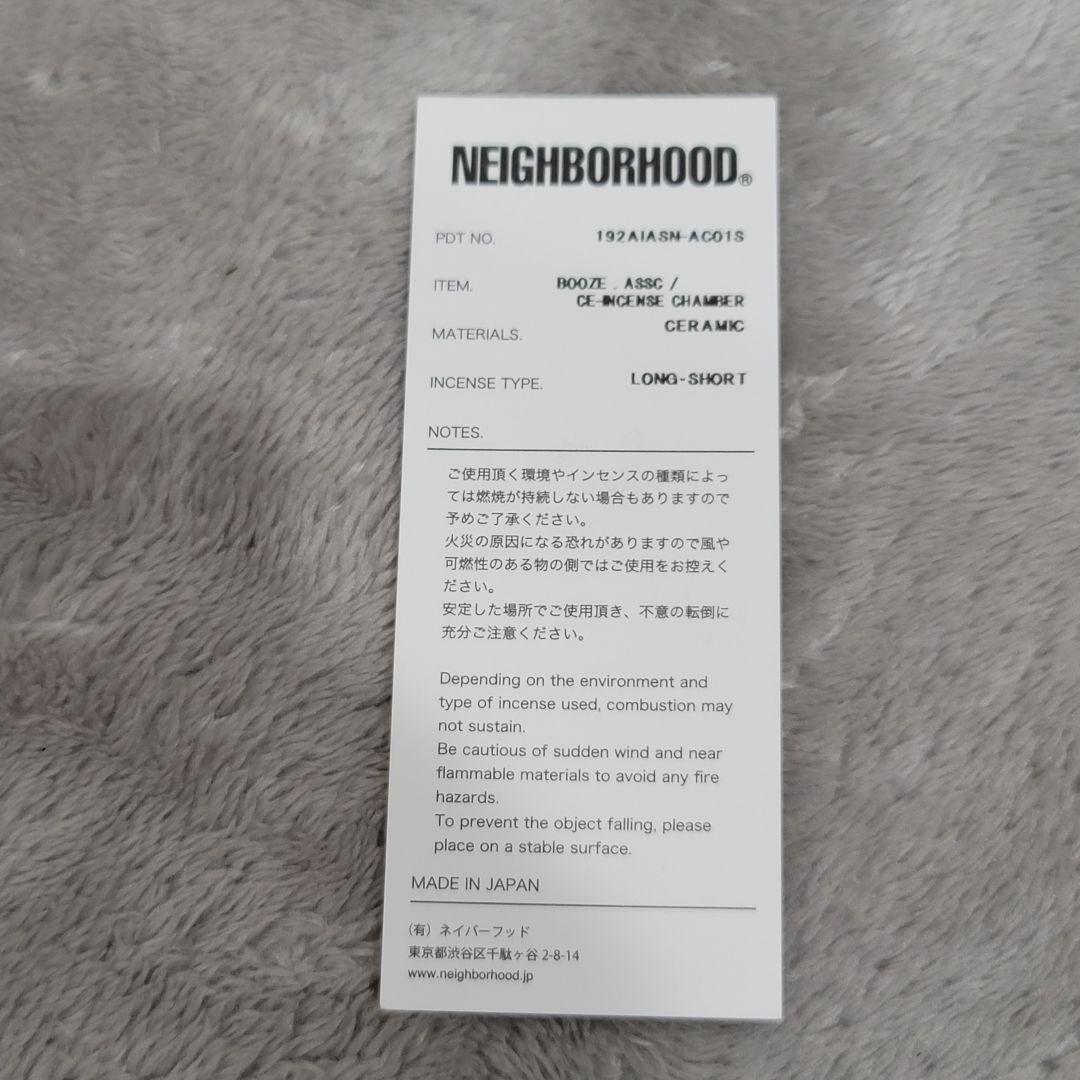 NEIGHBORHOOD®
PDT NO. 192AIASN-AC01S
ITEM. BOOZE . ASSC /
CE-INCENSE CHAMBER
MATERIALS. CERAMIC
INCENSE TYPE. LONG-SHORT
NOTES.
ご使用頂く環境やインセンスの種類によっ
ては燃焼が持続しない場合もありますので
予めご了承ください。
火災の原因になる恐れがありますので風や
可燃性のある物の側ではご使用をお控えく
ださい。
安定した場所でご使用頂き、不意の転倒に
充分ご注意ください。
Depending on the environment and
type of incense used, combustion may
not sustain.
Be cautious of sudden wind and near
flammable materials to avoid any fire
hazards.
To prevent the object falling, please
place on a stable surface.
MADE IN JAPAN
(有) ネイバーフッド
東京都渋谷区千駄ヶ谷 2-8-14
www.neighborhood.jp